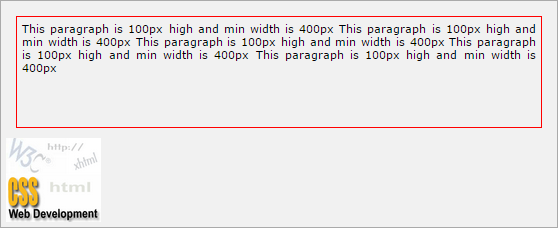 This paragraph is 100px high and min width is 400px This paragraph is 100px high and
min width is 400px This paragraph is 100px high and min width is 400px This paragraph
is 100px high and min width is 400px This paragraph is 100px high and min width is
400px
W3C
http://
xhtml
CSS
html
Web Development